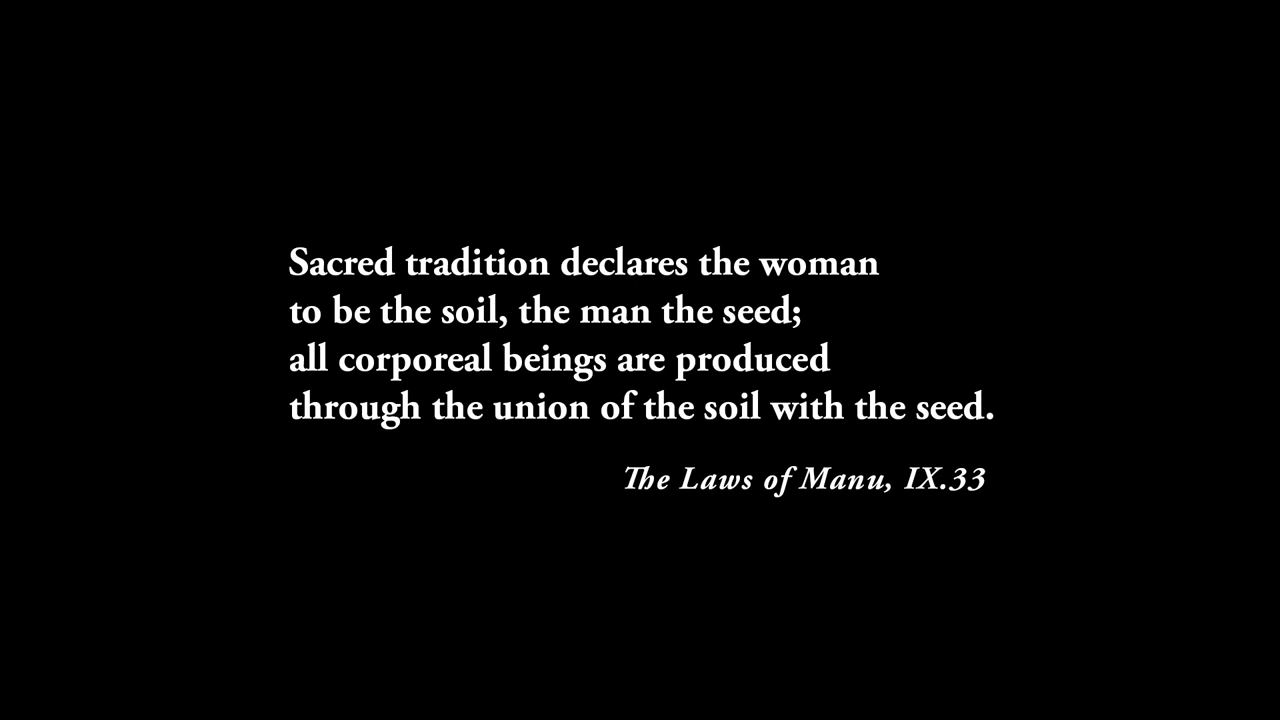 Sacred tradition declares the woman
to be the soil, the man the seed;
all corporeal beings are produced
through the union of the soil with the seed.
The Laws of Manu, IX.33